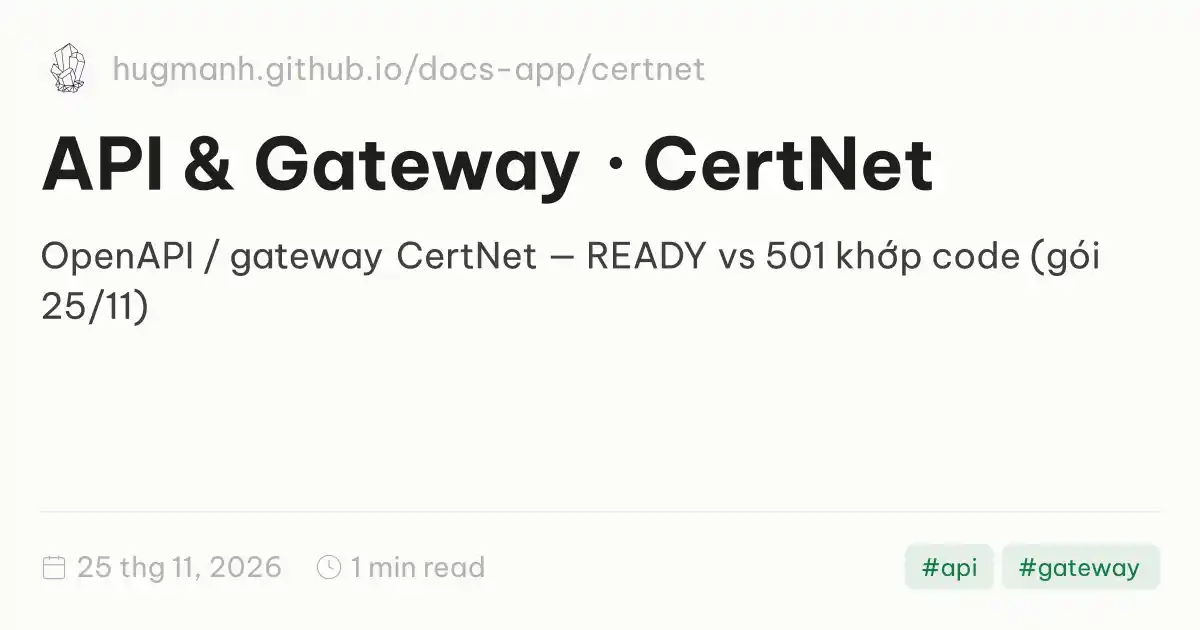 hugmanh.github.io/docs-app/certnet
API & Gateway · CertNet
OpenAPI / gateway CertNet — READY vs 501 khớp code (gói
25/11)
25 thg 11, 2026 1 min read #api #gateway